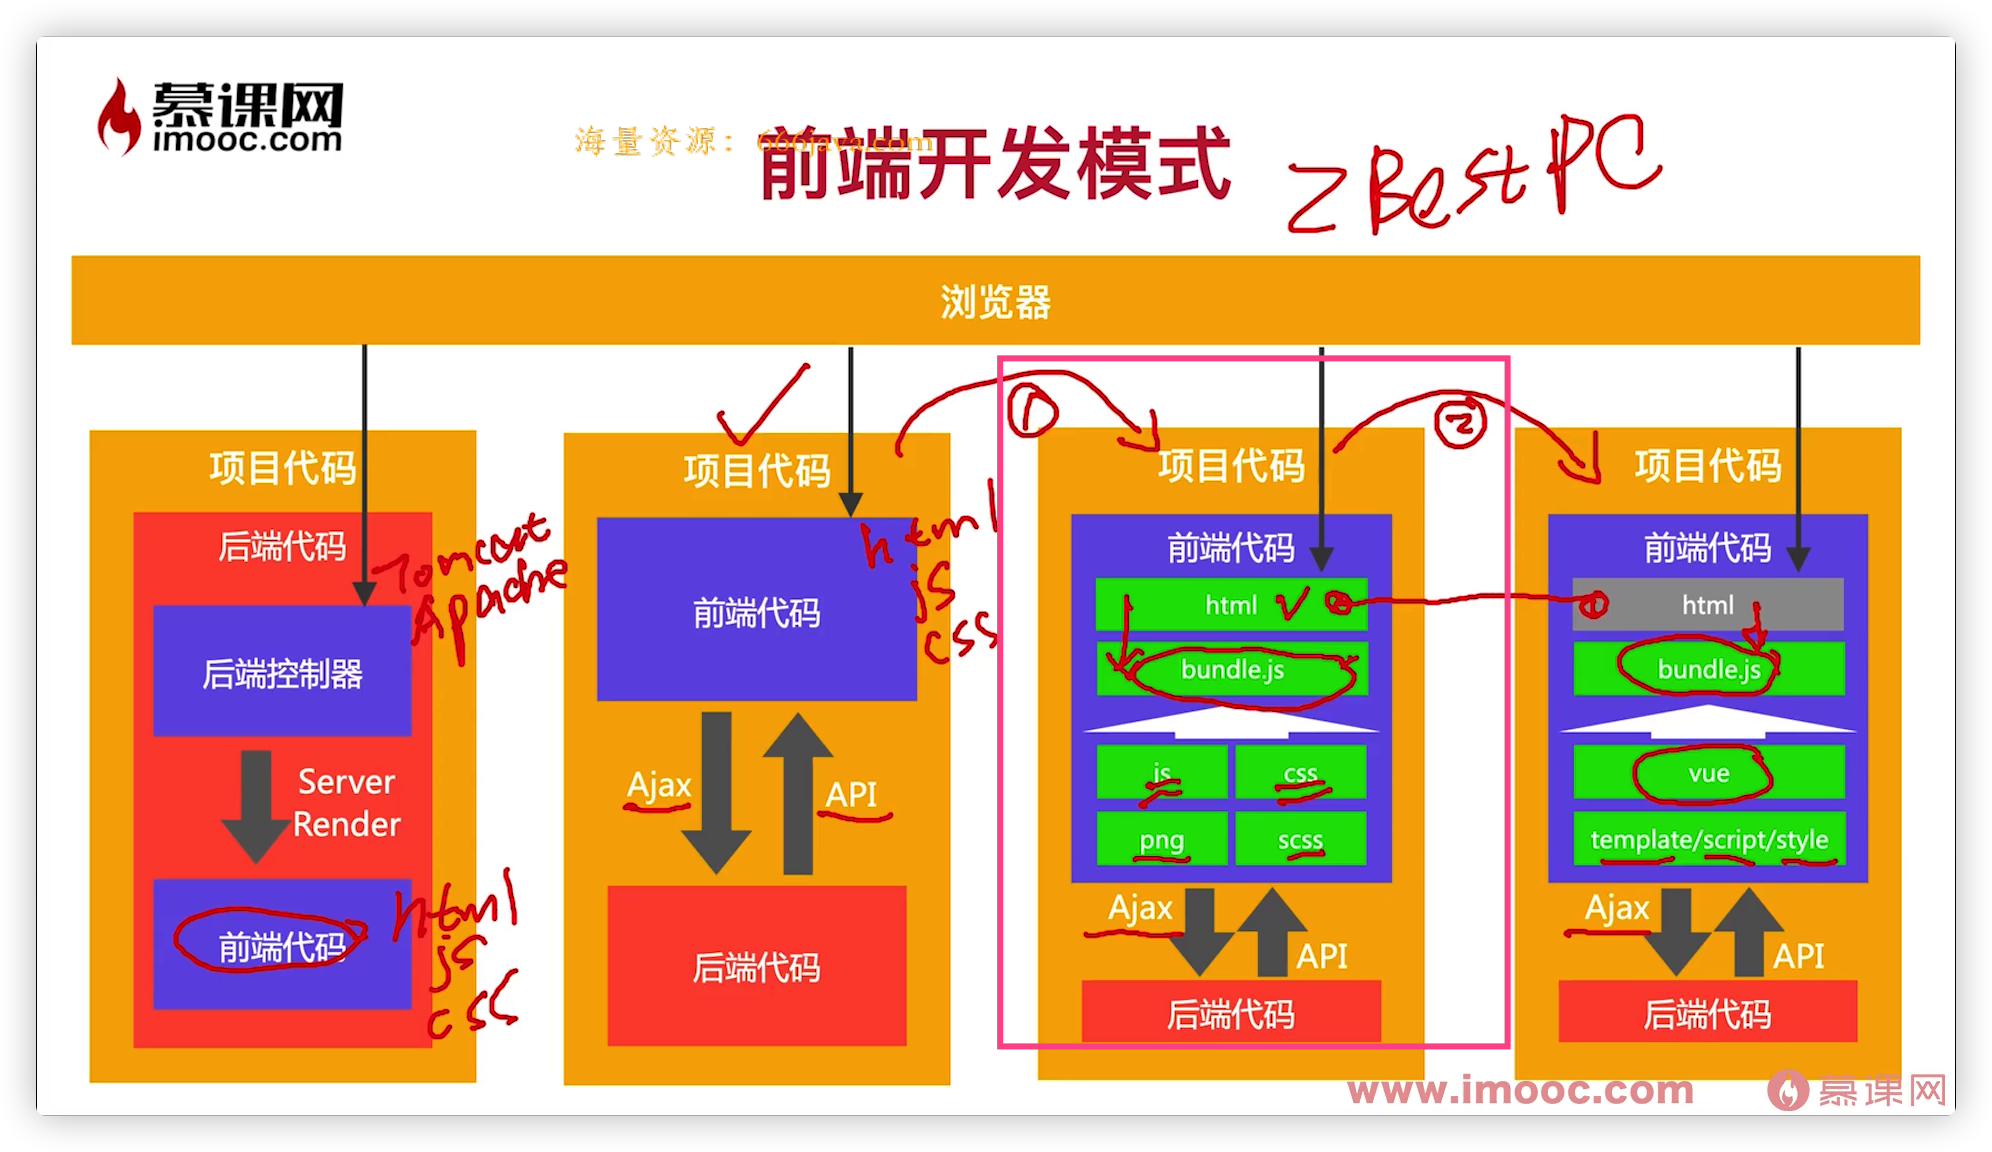 慕课网
imooc.com
海量资源：666java.com
前端开发模式
ZBestPC
浏览器
项目代码
后端代码
Tomcat
Apache
后端控制器
Server
Render
前端代码
html
js
css
项目代码
前端代码
html
js
css
Ajax
API
后端代码
①
项目代码
前端代码
html
②
bundle.js
js
css
png
scss
Ajax
API
后端代码
②
项目代码
前端代码
①
html
bundle.js
vue
template/script/style
Ajax
API
后端代码
www.imooc.com
慕课网